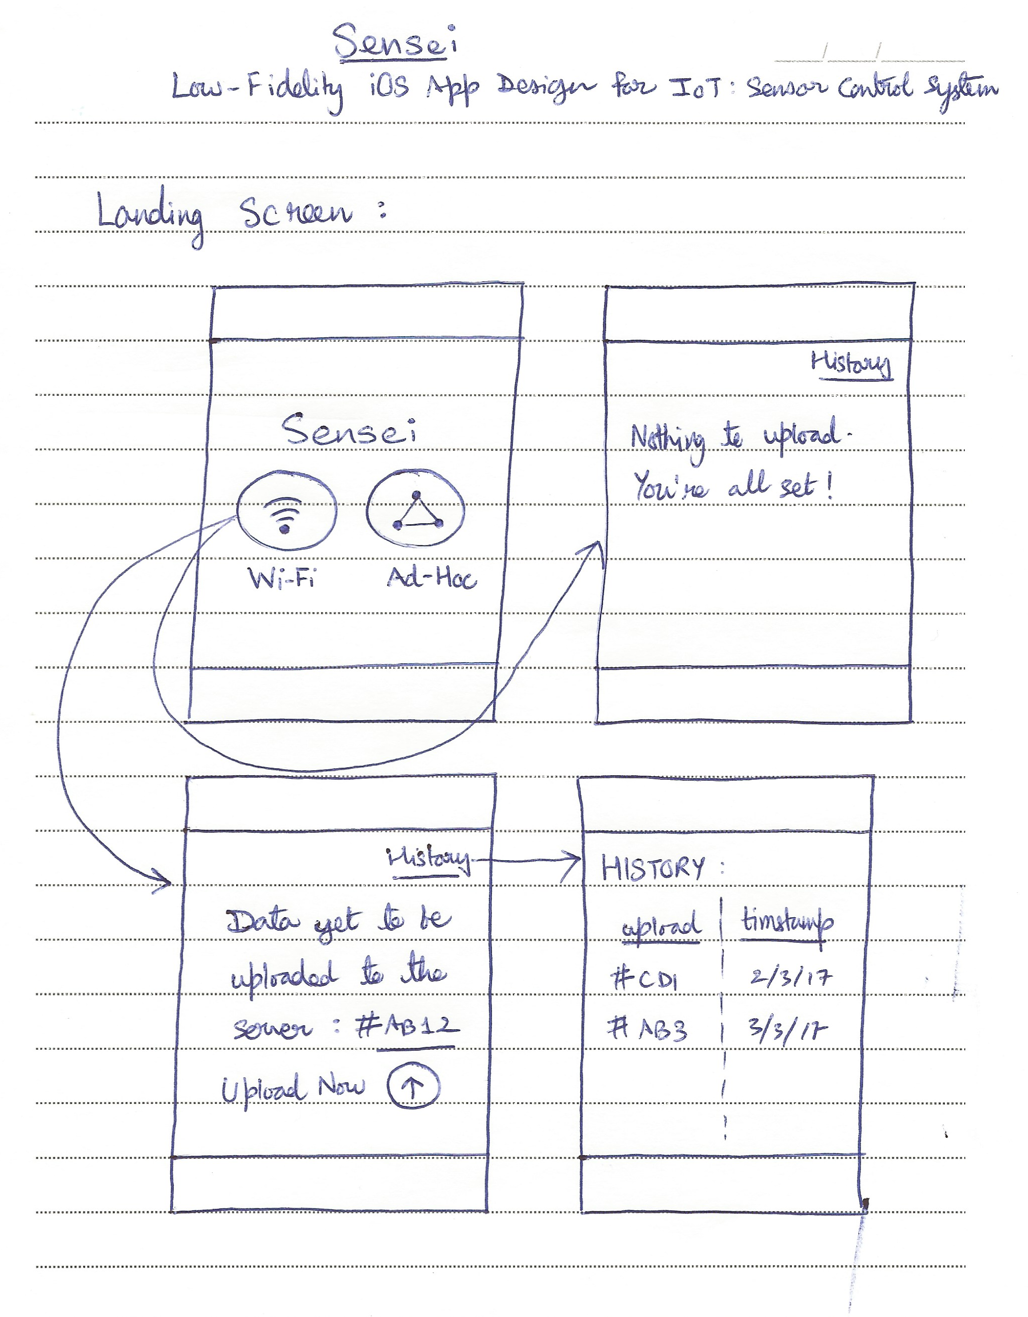 Sensei
Low-Fidelity iOS App Design for IoT: Sensor Control System
Landing Screen :
Sensei
Wi-Fi
Ad-Hoc
History
Nothing to upload.
You're all set!
History
Data yet to be
uploaded to the
server : #AB12
Upload Now
HISTORY :
upload | timstamp
#CD1 2/3/17
#AB3 3/3/17